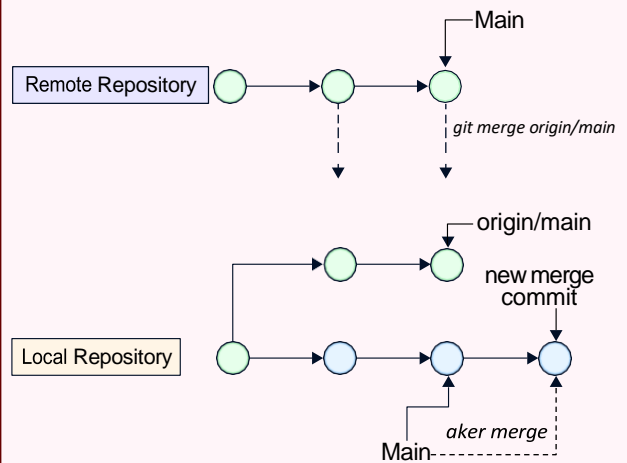 Main
Remote Repository
git merge origin/main
origin/main
new merge
commit
Local Repository
aker merge
Main